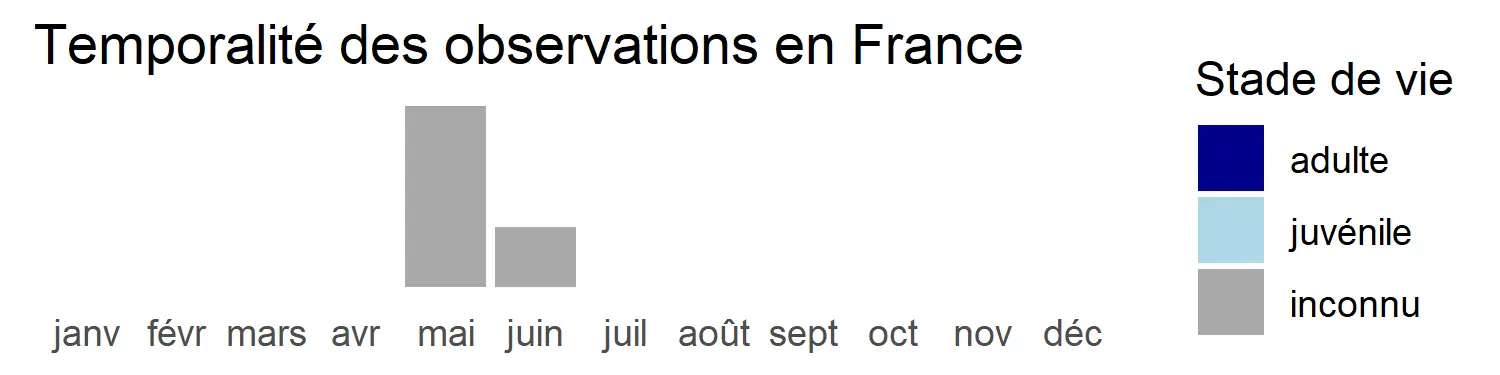 Temporalité des observations en France
janv févr mars avr mai juin juil août sept oct nov déc
Stade de vie
adulte
juvénile
inconnu